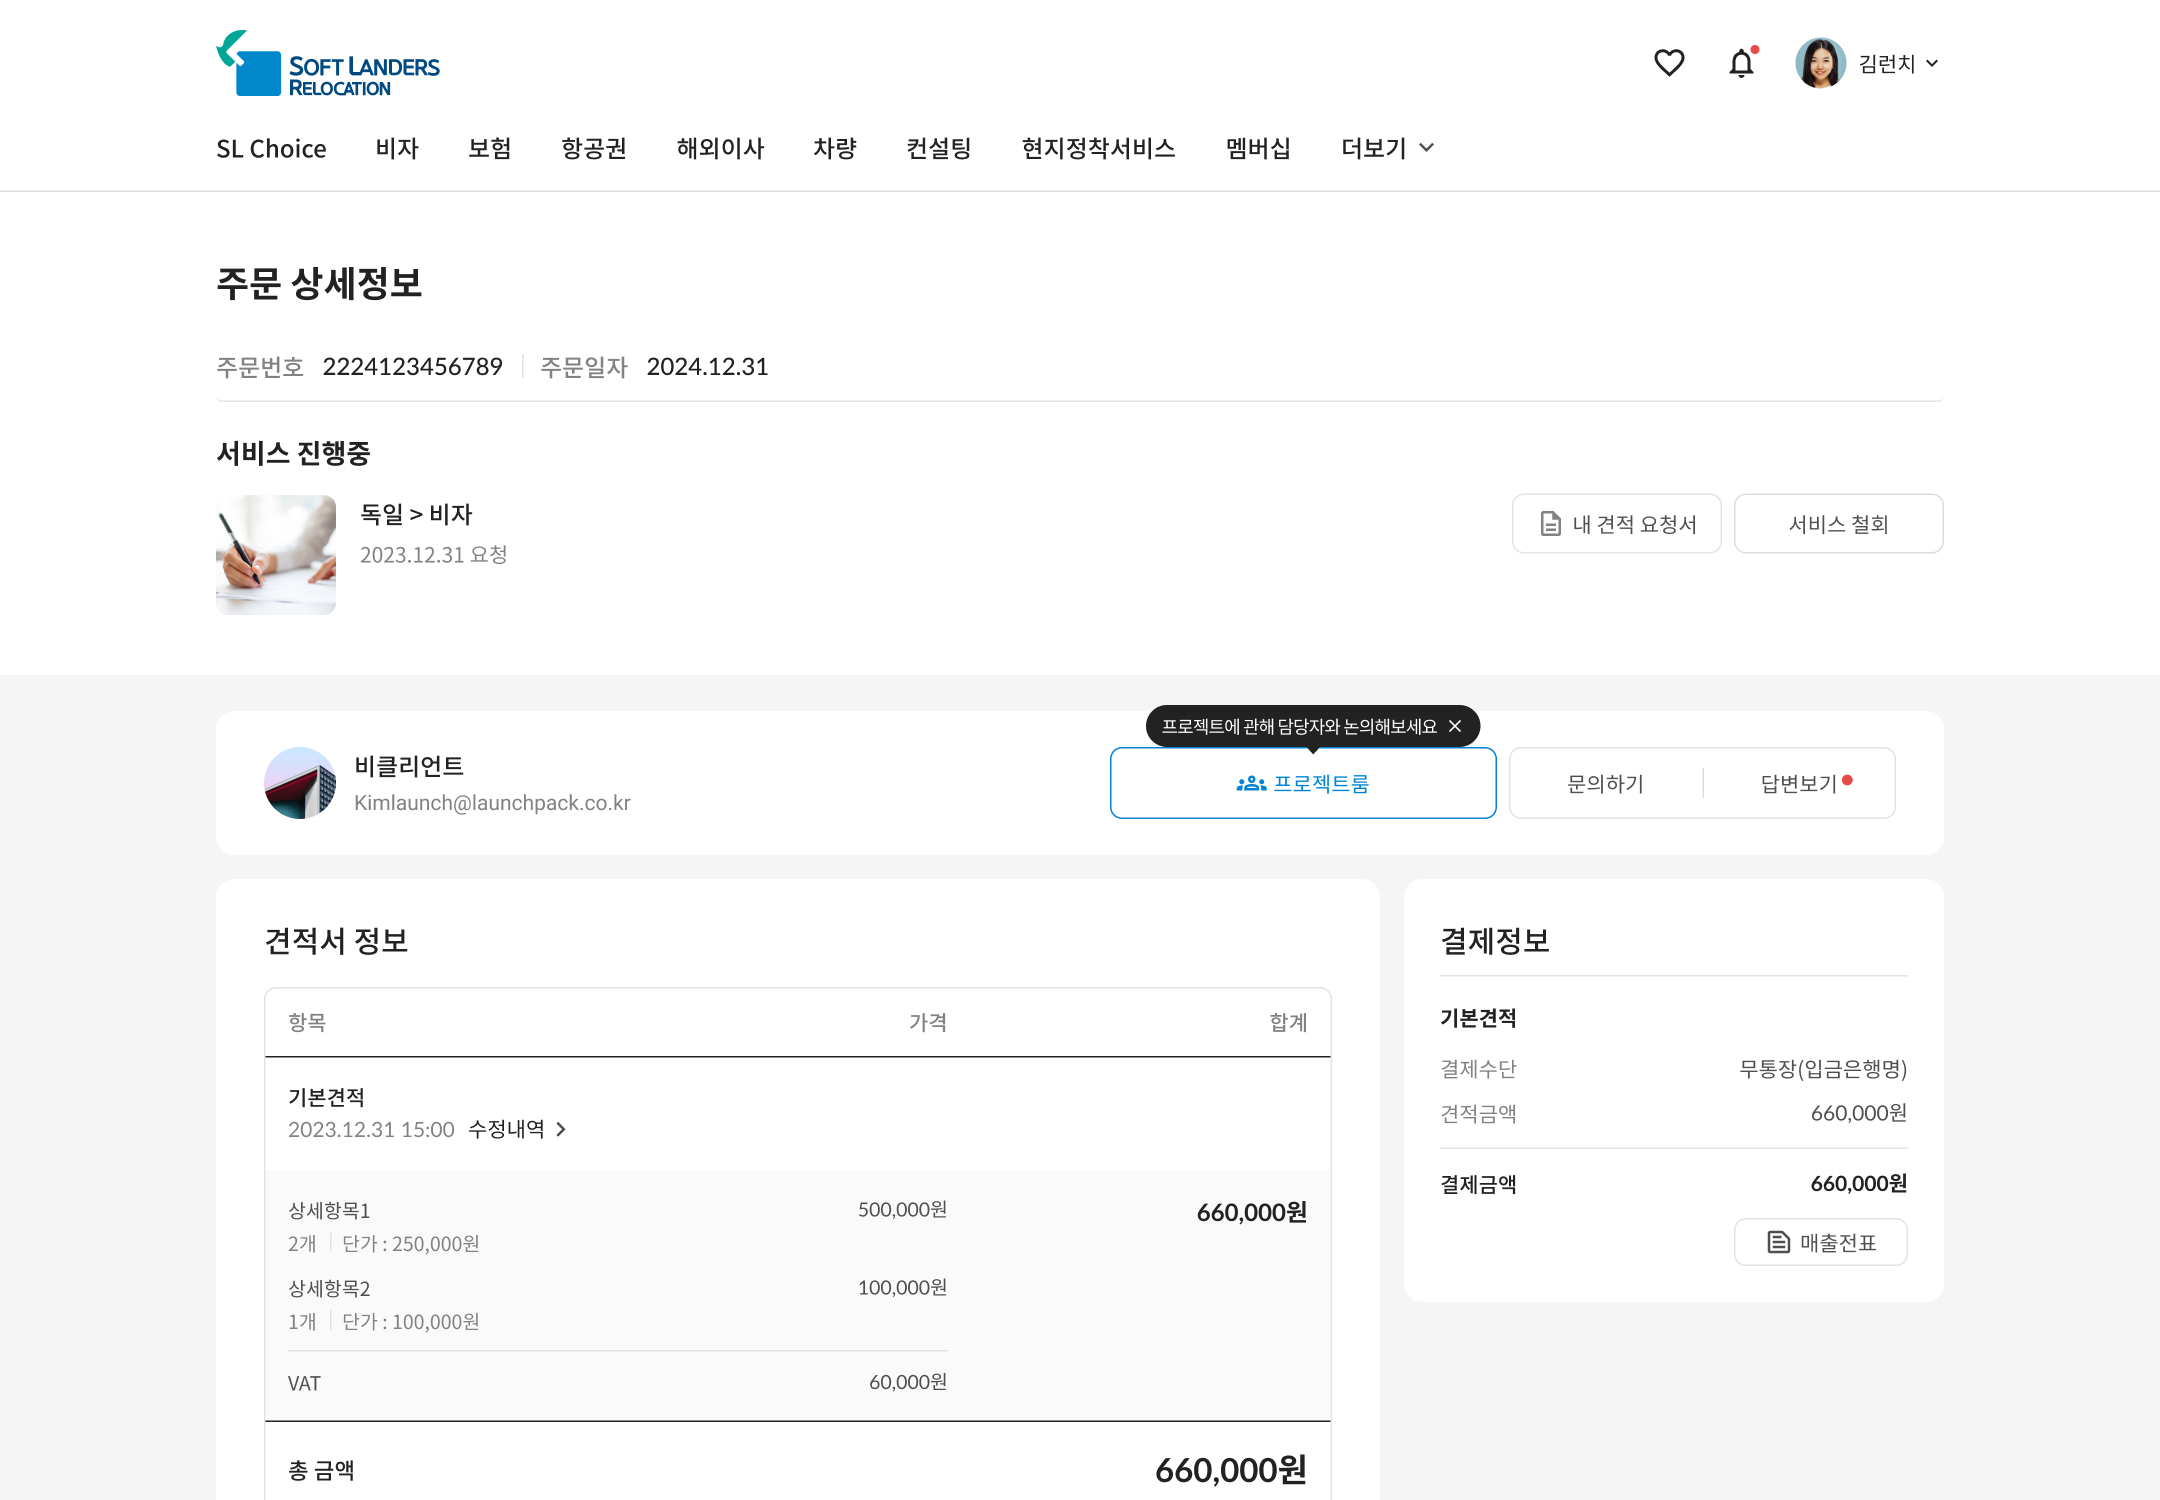 SOFT LANDERS
RELOCATION
김런치
SL Choice 비자 보험 항공권 해외이사 차량 컨설팅 현지정착서비스 멤버십 더보기
주문 상세정보
주문번호 2224123456789 주문일자 2024.12.31
서비스 진행중
독일 > 비자
2023.12.31 요청
내 견적 요청서 서비스 철회
프로젝트에 관해 담당자와 논의해보세요
비클리언트
Kimlaunch@launchpack.co.kr
프로젝트룸 문의하기 답변보기
견적서 정보
항목 가격 합계
기본견적
2023.12.31 15:00 수정내역
상세항목1 500,000원 660,000원
2개 단가 : 250,000원
상세항목2 100,000원
1개 단가 : 100,000원
VAT 60,000원
총 금액 660,000원
결제정보
기본견적
결제수단 무통장(입금은행명)
견적금액 660,000원
결제금액 660,000원
매출전표